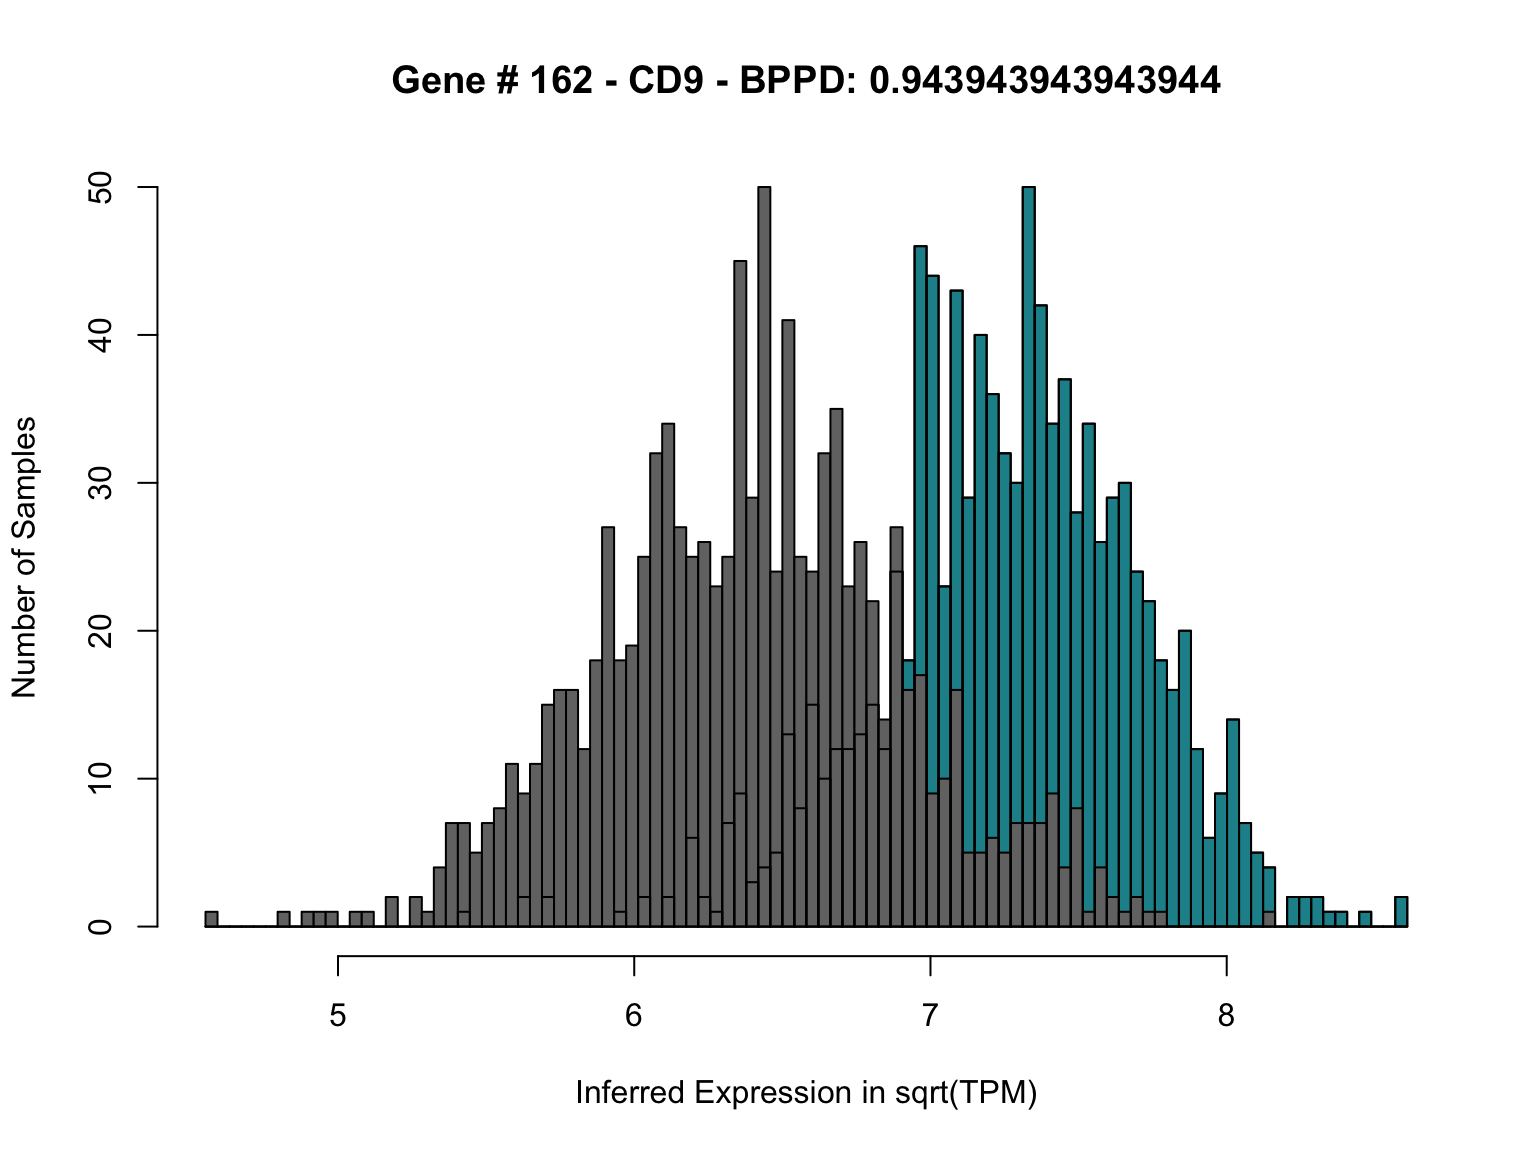 Gene # 162 - CD9 - BPPD: 0.943943943943944
50
40
30
20
10
0
Number of Samples
5 6 7 8
Inferred Expression in sqrt(TPM)